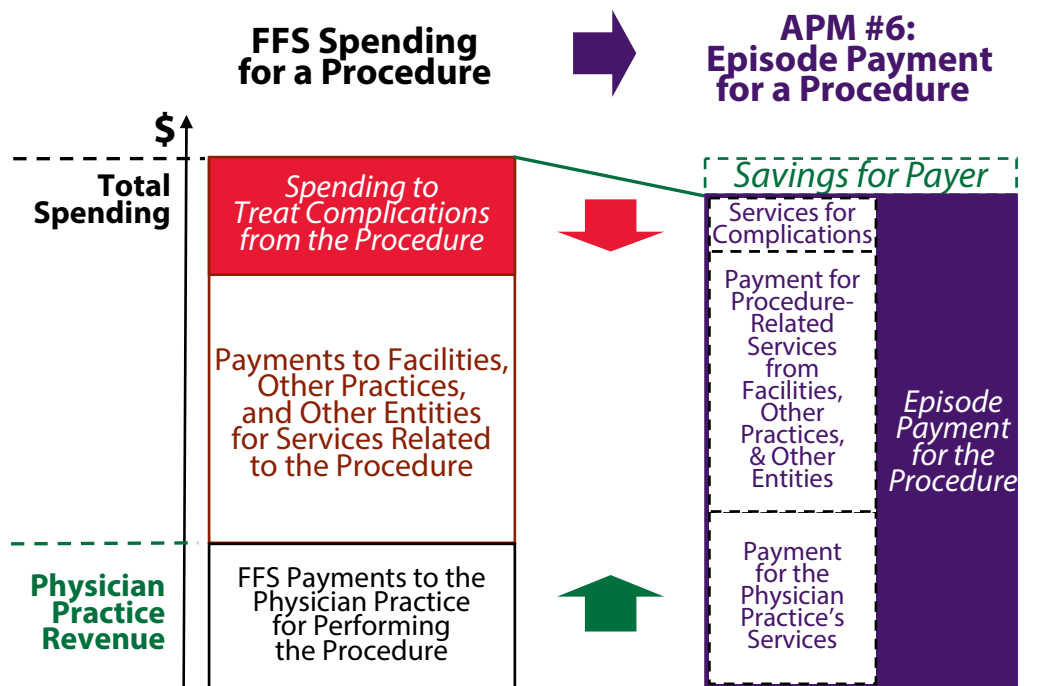 FFS Spending
for a Procedure
APM #6:
Episode Payment
for a Procedure
$
Total
Spending
Spending to
Treat Complications
from the Procedure
Payments to Facilities,
Other Practices,
and Other Entities
for Services Related
to the Procedure
Physician
Practice
Revenue
FFS Payments to the
Physician Practice
for Performing
the Procedure
Savings for Payer
Services for
Complications
Payment for
Procedure-
Related
Services
from
Facilities,
Other
Practices,
& Other
Entities
Payment
for the
Physician
Practice’s
Services
Episode
Payment
for the
Procedure